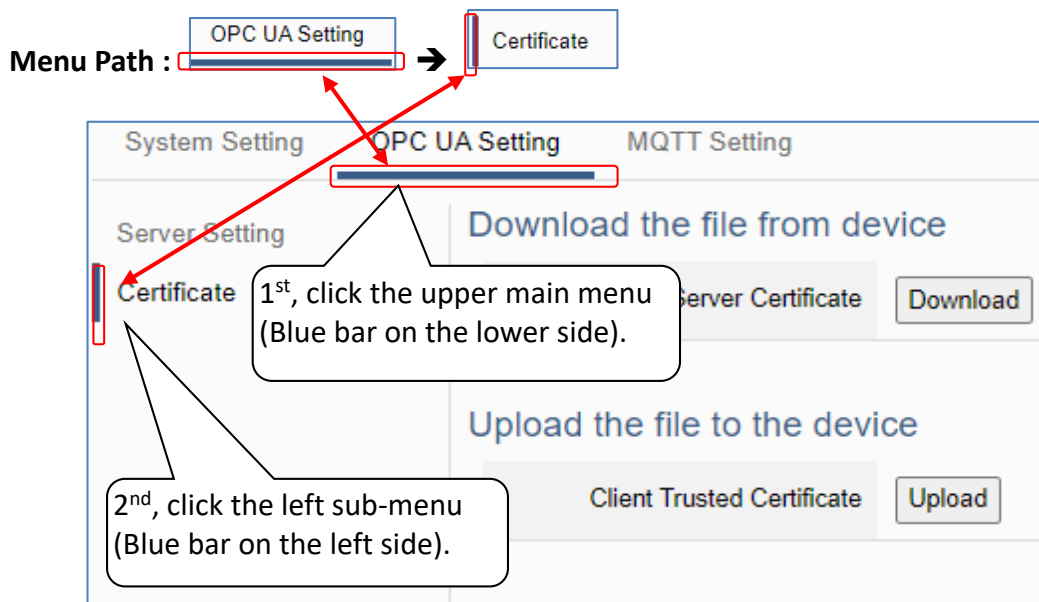 OPC UA Setting
Menu Path : ➔ Certificate
System Setting OPC UA Setting MQTT Setting
Server Setting
Download the file from device
Certificate
1st, click the upper main menu
(Blue bar on the lower side).
Server Certificate Download
Upload the file to the device
Client Trusted Certificate Upload
2nd, click the left sub-menu
(Blue bar on the left side).